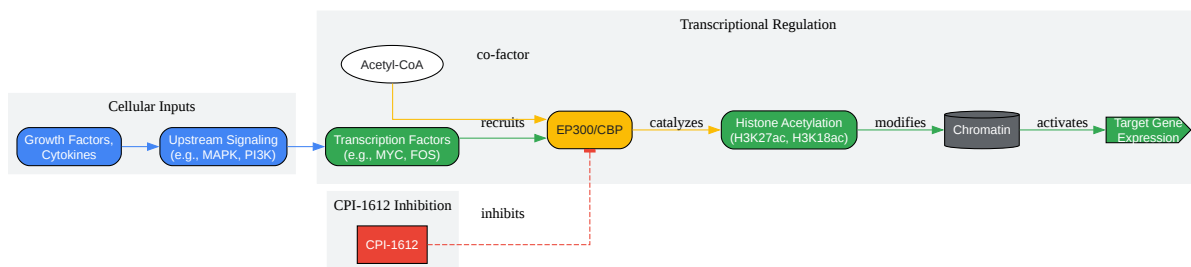 Transcriptional Regulation
Acetyl-CoA
co-factor
Cellular Inputs
Growth Factors,
Cytokines
Upstream Signaling
(e.g., MAPK, PI3K)
Transcription Factors
(e.g., MYC, FOS)
recruits
EP300/CBP
catalyzes
Histone Acetylation
(H3K27ac, H3K18ac)
modifies
Chromatin
activates
Target Gene
Expression
CPI-1612 Inhibition
CPI-1612
inhibits